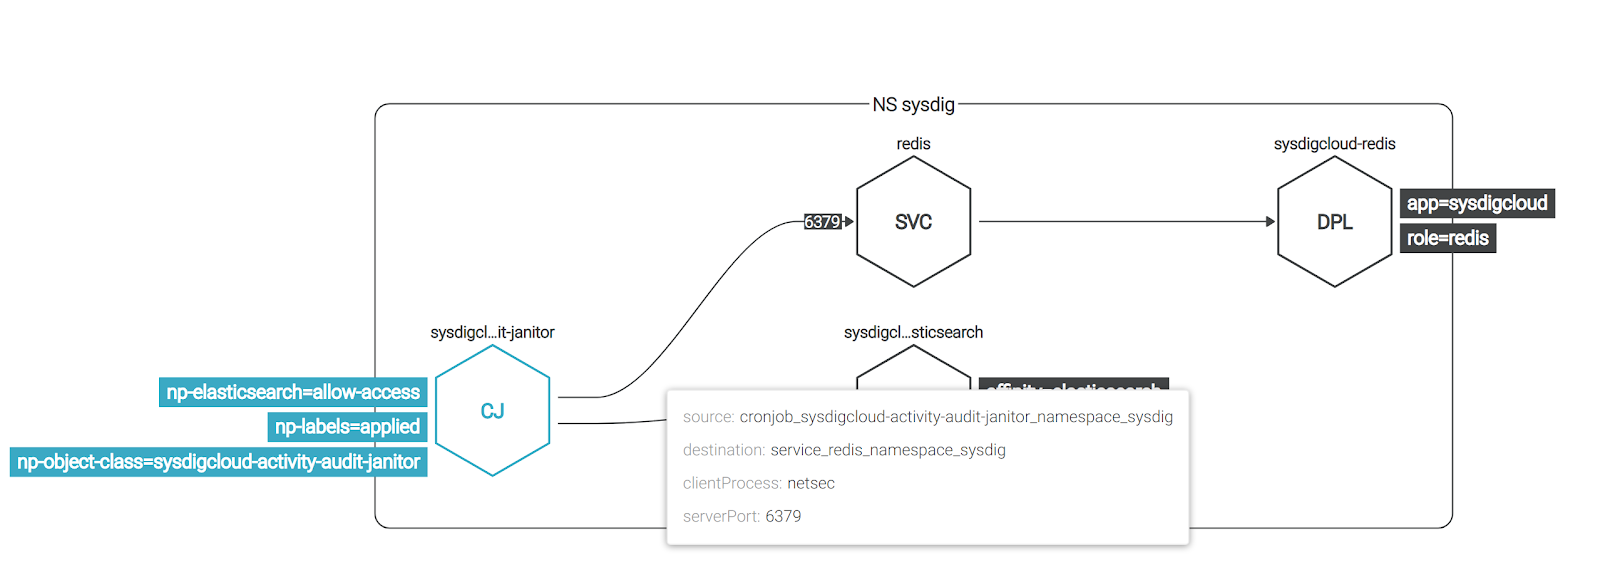 NS sysdig
redis
sysdigcloud-redis
6379
SVC
DPL
app=sysdigcloud
role=redis
sysdigcl...it-janitor
sysdigcl...sticsearch
np-elasticsearch=allow-access
CJ
np-labels=applied
np-object-class=sysdigcloud-activity-audit-janitor
affinity=elasticsearch
source: cronjob_sysdigcloud-activity-audit-janitor_namespace_sysdig
destination: service_redis_namespace_sysdig
clientProcess: netsec
serverPort: 6379